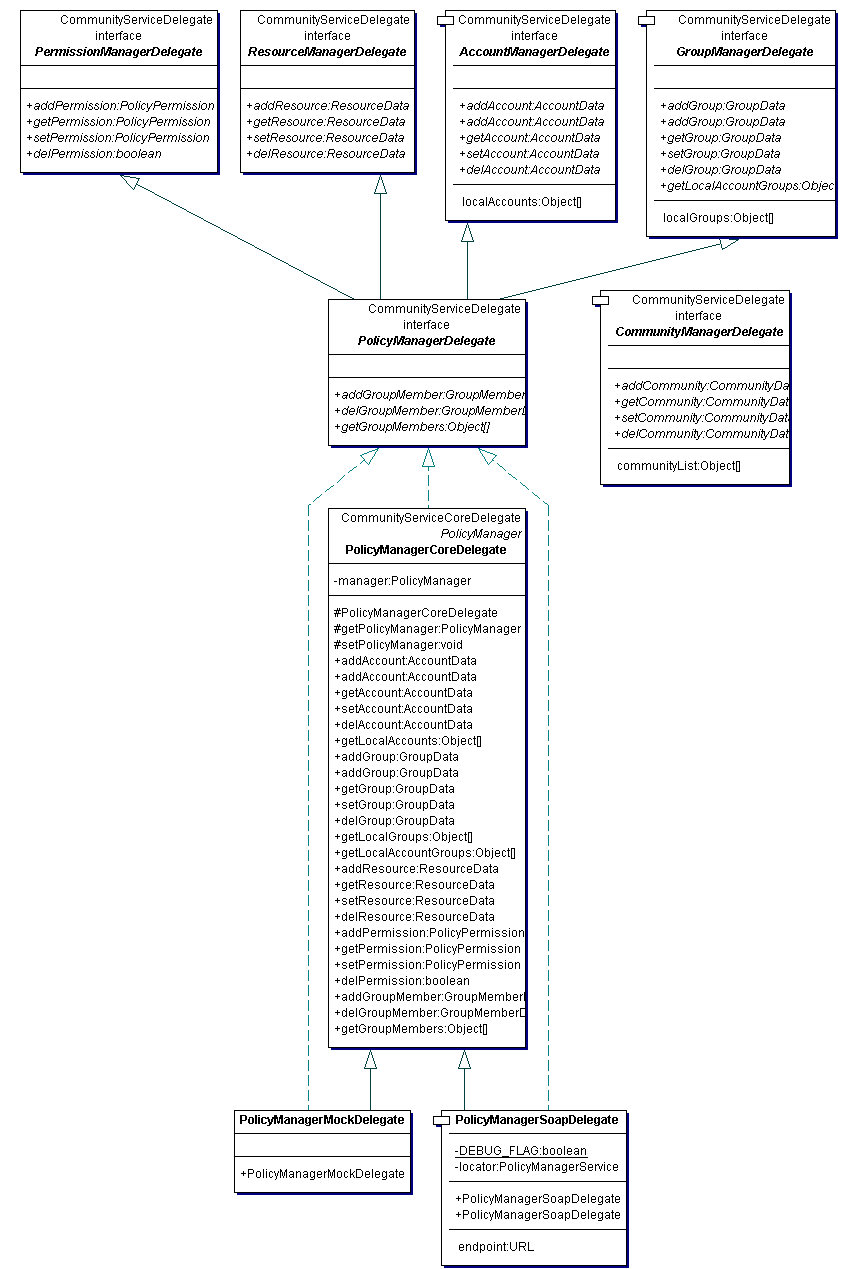 CommunityServiceDelegate
interface
PermissionManagerDelegate
+addPermission:PolicyPermission
+getPermission:PolicyPermission
+setPermission:PolicyPermission
+delPermission:boolean
CommunityServiceDelegate
interface
ResourceManagerDelegate
+addResource:ResourceData
+getResource:ResourceData
+setResource:ResourceData
+delResource:ResourceData
CommunityServiceDelegate
interface
AccountManagerDelegate
+addAccount:AccountData
+addAccount:AccountData
+getAccount:AccountData
+setAccount:AccountData
+delAccount:AccountData
localAccounts:Object[]
CommunityServiceDelegate
interface
GroupManagerDelegate
+addGroup:GroupData
+addGroup:GroupData
+getGroup:GroupData
+setGroup:GroupData
+delGroup:GroupData
+getLocalAccountGroups:Objec
localGroups:Object[]
CommunityServiceDelegate
interface
PolicyManagerDelegate
+addGroupMember:GroupMember
+delGroupMember:GroupMemberD
+getGroupMembers:Object[]
CommunityServiceDelegate
interface
CommunityManagerDelegate
+addCommunity:CommunityDa
+getCommunity:CommunityDat
+setCommunity:CommunityDat
+delCommunity:CommunityDat
communityList:Object[]
CommunityServiceCoreDelegate
PolicyManager
PolicyManagerCoreDelegate
-manager:PolicyManager
#PolicyManagerCoreDelegate
#getPolicyManager:PolicyManager
#setPolicyManager:void
+addAccount:AccountData
+addAccount:AccountData
+getAccount:AccountData
+setAccount:AccountData
+delAccount:AccountData
+getLocalAccounts:Object[]
+addGroup:GroupData
+addGroup:GroupData
+getGroup:GroupData
+setGroup:GroupData
+delGroup:GroupData
+getLocalGroups:Object[]
+getLocalAccountGroups:Object[]
+addResource:ResourceData
+getResource:ResourceData
+setResource:ResourceData
+delResource:ResourceData
+addPermission:PolicyPermission
+getPermission:PolicyPermission
+setPermission:PolicyPermission
+delPermission:boolean
+addGroupMember:GroupMemberD
+delGroupMember:GroupMemberD
+getGroupMembers:Object[]
PolicyManagerMockDelegate
+PolicyManagerMockDelegate
PolicyManagerSoapDelegate
-DEBUG_FLAG:boolean
-locator:PolicyManagerService
+PolicyManagerSoapDelegate
+PolicyManagerSoapDelegate
endpoint:URL